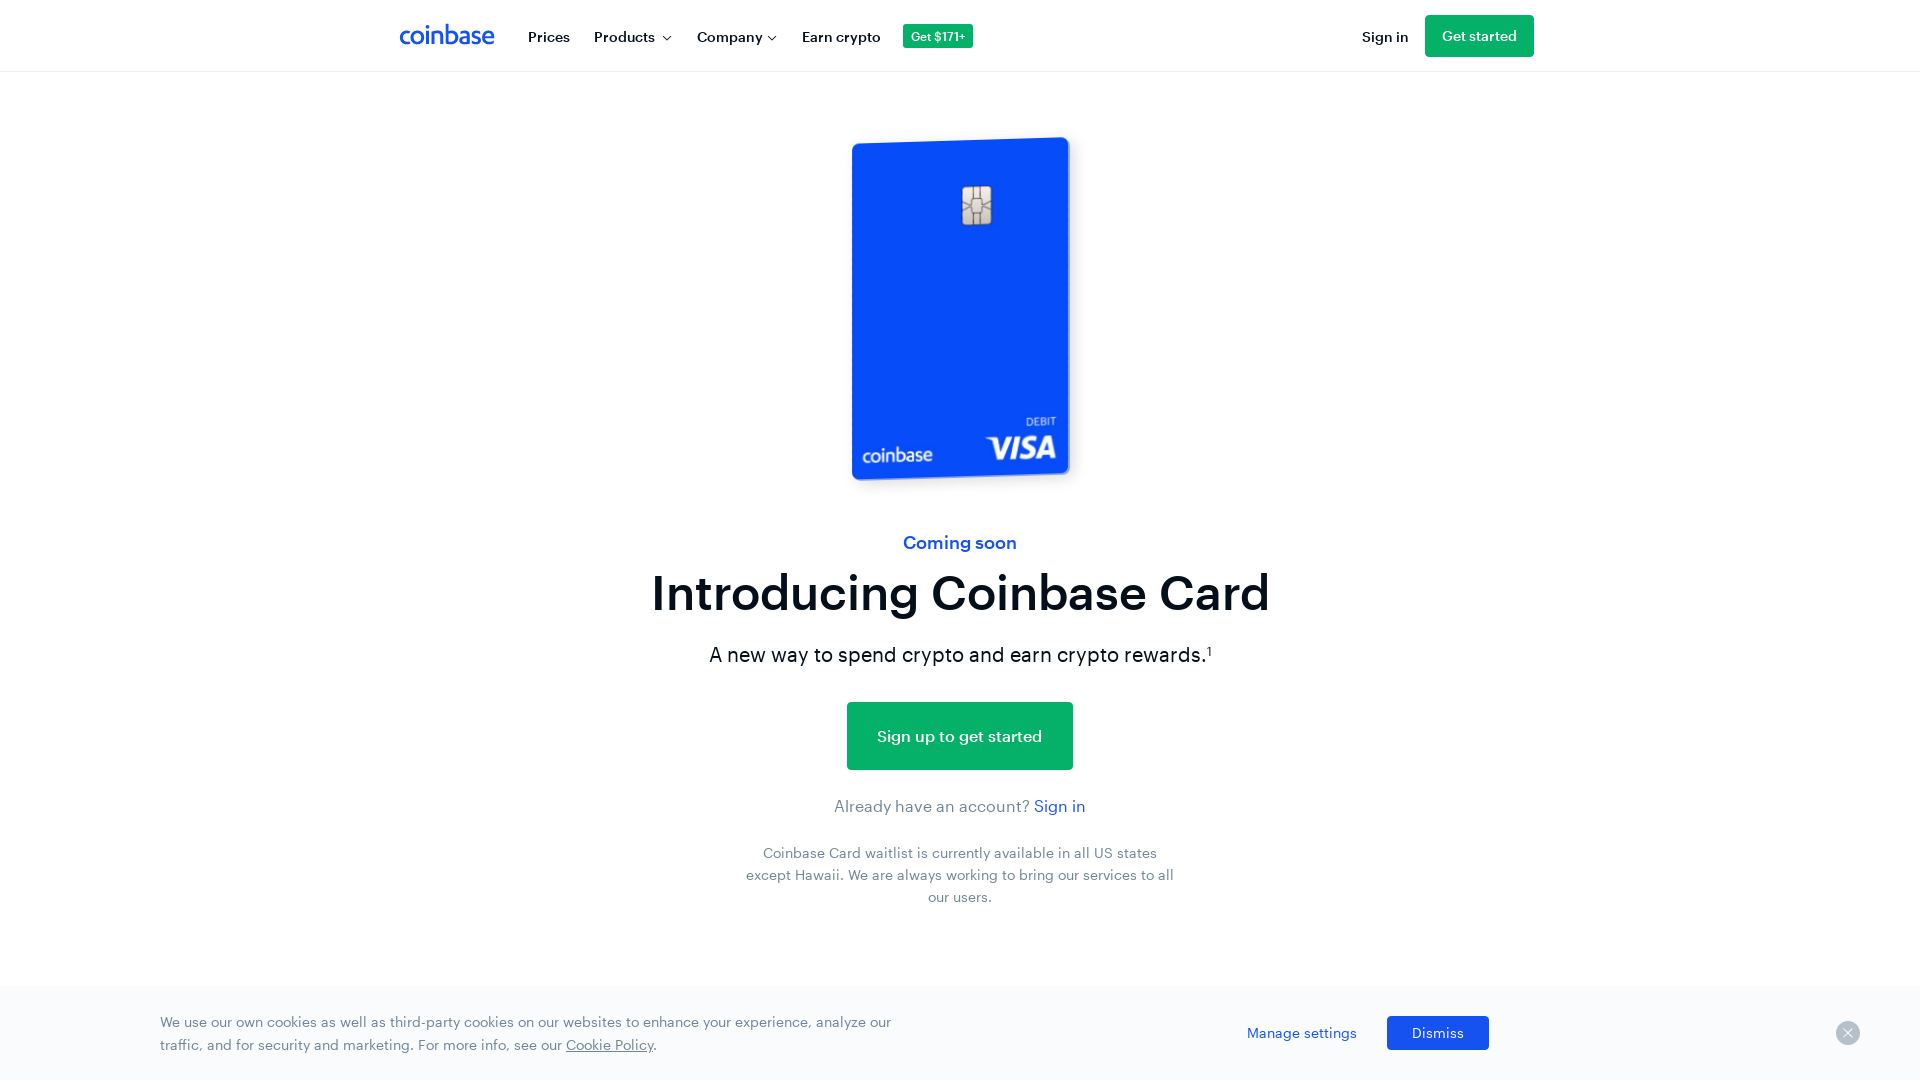 coinbase
Prices
Products
Company
Earn crypto
Get $171+
Sign in
Get started
DEBIT
coinbase
VISA
Coming soon
Introducing Coinbase Card
A new way to spend crypto and earn crypto rewards.¹
Sign up to get started
Already have an account? Sign in
Coinbase Card waitlist is currently available in all US states
except Hawaii. We are always working to bring our services to all
our users.
We use our own cookies as well as third-party cookies on our websites to enhance your experience, analyze our
traffic, and for security and marketing. For more info, see our Cookie Policy.
Manage settings
Dismiss